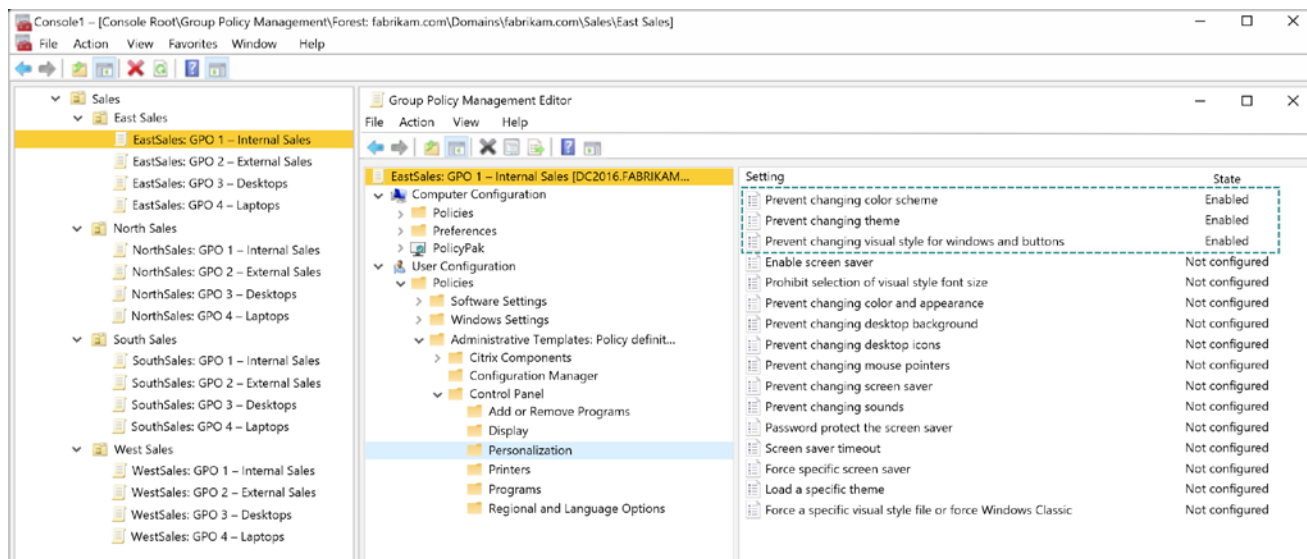 Console1 – [Console Root\Group Policy Management\Forest: fabrikam.com\Domains\fabrikam.com\Sales\East Sales]
File Action View Favorites Window Help
Sales
East Sales
EastSales: GPO 1 – Internal Sales
EastSales: GPO 2 – External Sales
EastSales: GPO 3 – Desktops
EastSales: GPO 4 – Laptops
North Sales
NorthSales: GPO 1 – Internal Sales
NorthSales: GPO 2 – External Sales
NorthSales: GPO 3 – Desktops
NorthSales: GPO 4 – Laptops
South Sales
SouthSales: GPO 1 – Internal Sales
SouthSales: GPO 2 – External Sales
SouthSales: GPO 3 – Desktops
SouthSales: GPO 4 – Laptops
West Sales
WestSales: GPO 1 – Internal Sales
WestSales: GPO 2 – External Sales
WestSales: GPO 3 – Desktops
WestSales: GPO 4 – Laptops
Group Policy Management Editor
File Action View Help
EastSales: GPO 1 – Internal Sales [DC2016.FABRIKAM...
Computer Configuration
Policies
Preferences
PolicyPak
User Configuration
Policies
Software Settings
Windows Settings
Administrative Templates: Policy definit...
Citrix Components
Configuration Manager
Control Panel
Add or Remove Programs
Display
Personalization
Printers
Programs
Regional and Language Options
Setting State
Prevent changing color scheme Enabled
Prevent changing theme Enabled
Prevent changing visual style for windows and buttons Enabled
Enable screen saver Not configured
Prohibit selection of visual style font size Not configured
Prevent changing color and appearance Not configured
Prevent changing desktop background Not configured
Prevent changing desktop icons Not configured
Prevent changing mouse pointers Not configured
Prevent changing screen saver Not configured
Prevent changing sounds Not configured
Password protect the screen saver Not configured
Screen saver timeout Not configured
Force specific screen saver Not configured
Load a specific theme Not configured
Force a specific visual style file or force Windows Classic Not configured